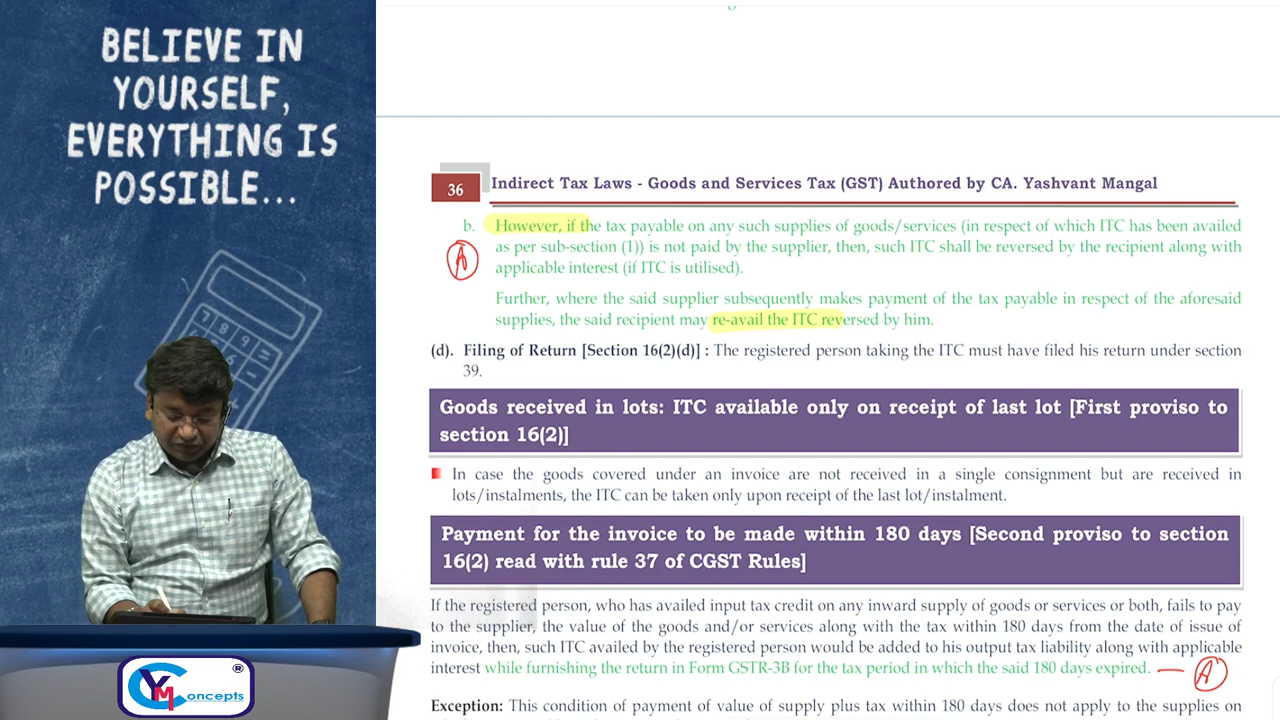 BELIEVE IN
YOURSELF,
EVERYTHING IS
POSSIBLE...
36
Indirect Tax Laws - Goods and Services Tax (GST) Authored by CA. Yashvant Mangal
b. However, if the tax payable on any such supplies of goods/services (in respect of which ITC has been availed
as per sub-section (1)) is not paid by the supplier, then, such ITC shall be reversed by the recipient along with
applicable interest (if ITC is utilised).
A
Further, where the said supplier subsequently makes payment of the tax payable in respect of the aforesaid
supplies, the said recipient may re-avail the ITC reversed by him.
(d). Filing of Return [Section 16(2)(d)] : The registered person taking the ITC must have filed his return under section
39.
Goods received in lots: ITC available only on receipt of last lot [First proviso to
section 16(2)]
In case the goods covered under an invoice are not received in a single consignment but are received in
lots/instalments, the ITC can be taken only upon receipt of the last lot/instalment.
Payment for the invoice to be made within 180 days [Second proviso to section
16(2) read with rule 37 of CGST Rules]
If the registered person, who has availed input tax credit on any inward supply of goods or services or both, fails to pay
to the supplier, the value of the goods and/or services along with the tax within 180 days from the date of issue of
invoice, then, such ITC availed by the registered person would be added to his output tax liability along with applicable
interest while furnishing the return in Form GSTR-3B for the tax period in which the said 180 days expired. — A
Exception: This condition of payment of value of supply plus tax within 180 days does not apply to the supplies on
YM Concepts ®